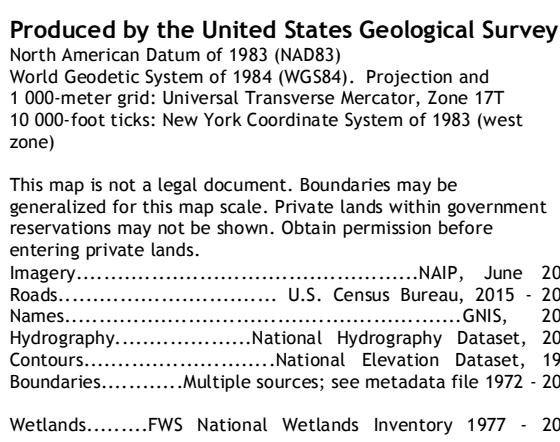 Produced by the United States Geological Survey
North American Datum of 1983 (NAD83)
World Geodetic System of 1984 (WGS84). Projection and
1 000-meter grid: Universal Transverse Mercator, Zone 17T
10 000-foot ticks: New York Coordinate System of 1983 (west
zone)
This map is not a legal document. Boundaries may be
generalized for this map scale. Private lands within government
reservations may not be shown. Obtain permission before
entering private lands.
Imagery..........................................NAIP, June 20
Roads........................... U.S. Census Bureau, 2015 - 20
Names.................................................GNIS, 20
Hydrography.................National Hydrography Dataset, 20
Contours........................National Elevation Dataset, 19
Boundaries............Multiple sources; see metadata file 1972 - 20
Wetlands.........FWS National Wetlands Inventory 1977 - 20